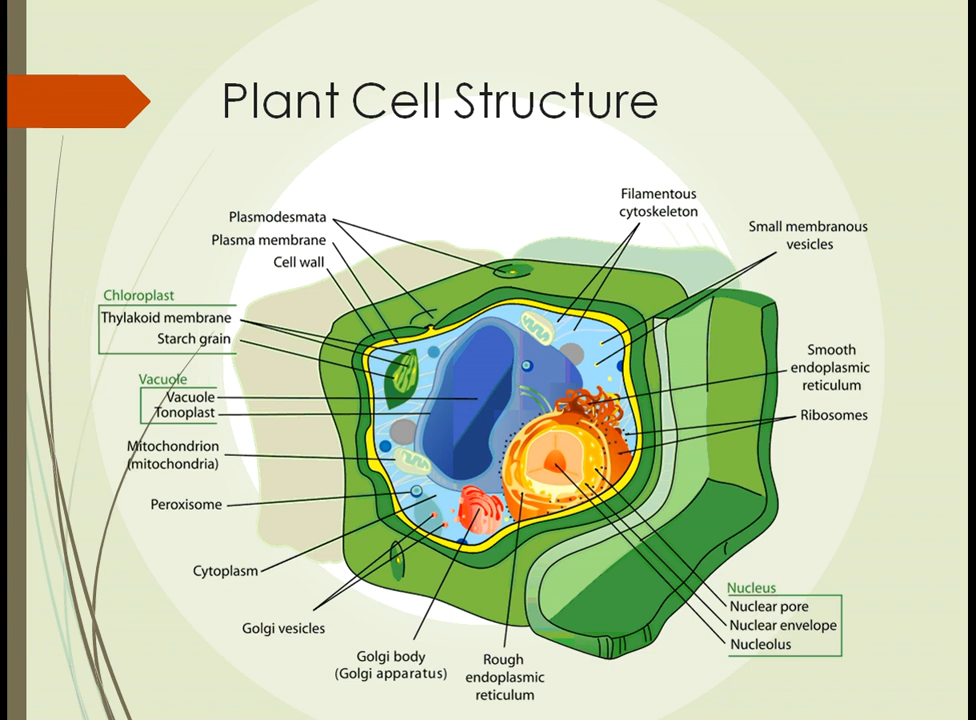 Plant Cell Structure
Plasmodesmata
Plasma membrane
Cell wall
Chloroplast
Thylakoid membrane
Starch grain
Vacuole
Vacuole
Tonoplast
Mitochondrion
(mitochondria)
Peroxisome
Cytoplasm
Golgi vesicles
Golgi body
(Golgi apparatus)
Rough
endoplasmic
reticulum
Filamentous
cytoskeleton
Small membranous
vesicles
Smooth
endoplasmic
reticulum
Ribosomes
Nucleus
Nuclear pore
Nuclear envelope
Nucleolus